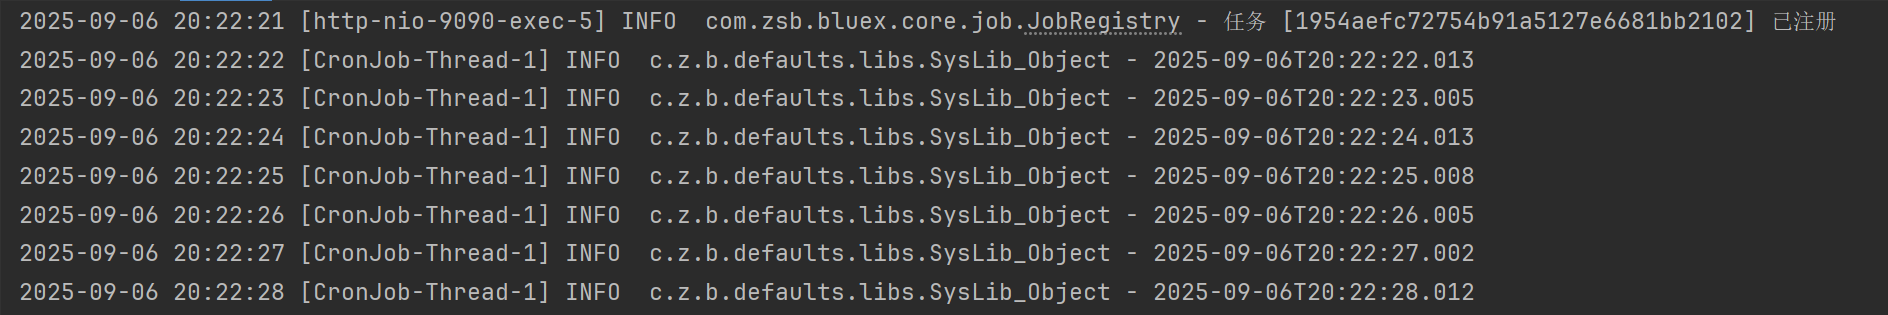 2025-09-06 20:22:21 [http-nio-9090-exec-5] INFO  com.zsb.bluex.core.job.JobRegistry - 任务 [1954aefc72754b91a5127e6681bb2102] 已注册
2025-09-06 20:22:22 [CronJob-Thread-1] INFO  c.z.b.defaults.libs.SysLib_Object - 2025-09-06T20:22:22.013
2025-09-06 20:22:23 [CronJob-Thread-1] INFO  c.z.b.defaults.libs.SysLib_Object - 2025-09-06T20:22:23.005
2025-09-06 20:22:24 [CronJob-Thread-1] INFO  c.z.b.defaults.libs.SysLib_Object - 2025-09-06T20:22:24.013
2025-09-06 20:22:25 [CronJob-Thread-1] INFO  c.z.b.defaults.libs.SysLib_Object - 2025-09-06T20:22:25.008
2025-09-06 20:22:26 [CronJob-Thread-1] INFO  c.z.b.defaults.libs.SysLib_Object - 2025-09-06T20:22:26.005
2025-09-06 20:22:27 [CronJob-Thread-1] INFO  c.z.b.defaults.libs.SysLib_Object - 2025-09-06T20:22:27.002
2025-09-06 20:22:28 [CronJob-Thread-1] INFO  c.z.b.defaults.libs.SysLib_Object - 2025-09-06T20:22:28.012